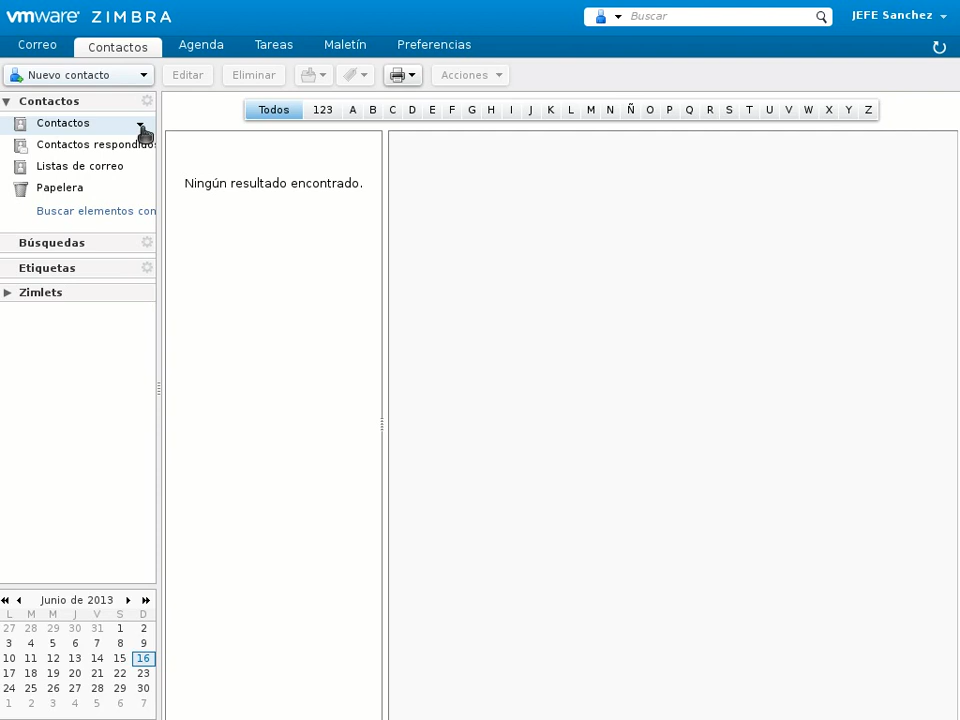 vmware ZIMBRA
Buscar
JEFE Sanchez
Correo Contactos Agenda Tareas Maletín Preferencias
Nuevo contacto Editar Eliminar Acciones
Contactos
Todos 123 A B C D E F G H I J K L M N Ñ O P Q R S T U V W X Y Z
Contactos
Contactos respondidos
Listas de correo
Papelera
Buscar elementos com
Ningún resultado encontrado.
Búsquedas
Etiquetas
Zimlets
Junio de 2013
L M M J V S D
27 28 29 30 31 1 2
3 4 5 6 7 8 9
10 11 12 13 14 15 16
17 18 19 20 21 22 23
24 25 26 27 28 29 30
1 2 3 4 5 6 7